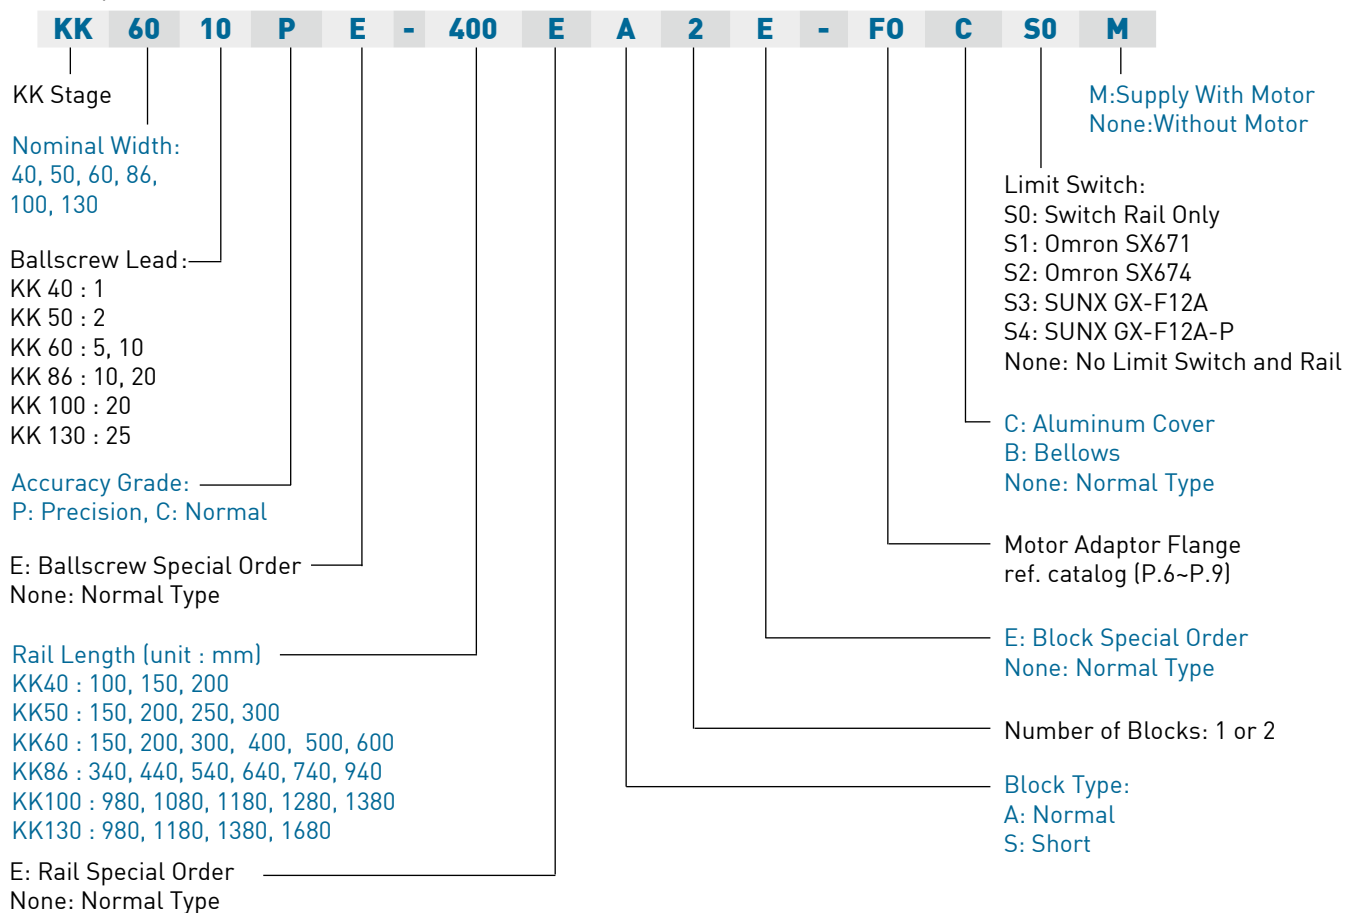 KK 60 10 P E - 400 E A 2 E - F0 C S0 M
KK Stage
Nominal Width:
40, 50, 60, 86,
100, 130
Ballscrew Lead:
KK 40 : 1
KK 50 : 2
KK 60 : 5, 10
KK 86 : 10, 20
KK 100 : 20
KK 130 : 25
Accuracy Grade:
P: Precision, C: Normal
E: Ballscrew Special Order
None: Normal Type
Rail Length (unit : mm)
KK40 : 100, 150, 200
KK50 : 150, 200, 250, 300
KK60 : 150, 200, 300, 400, 500, 600
KK86 : 340, 440, 540, 640, 740, 940
KK100 : 980, 1080, 1180, 1280, 1380
KK130 : 980, 1180, 1380, 1680
E: Rail Special Order
None: Normal Type
M:Supply With Motor
None:Without Motor
Limit Switch:
S0: Switch Rail Only
S1: Omron SX671
S2: Omron SX674
S3: SUNX GX-F12A
S4: SUNX GX-F12A-P
None: No Limit Switch and Rail
C: Aluminum Cover
B: Bellows
None: Normal Type
Motor Adaptor Flange
ref. catalog (P.6~P.9)
E: Block Special Order
None: Normal Type
Number of Blocks: 1 or 2
Block Type:
A: Normal
S: Short